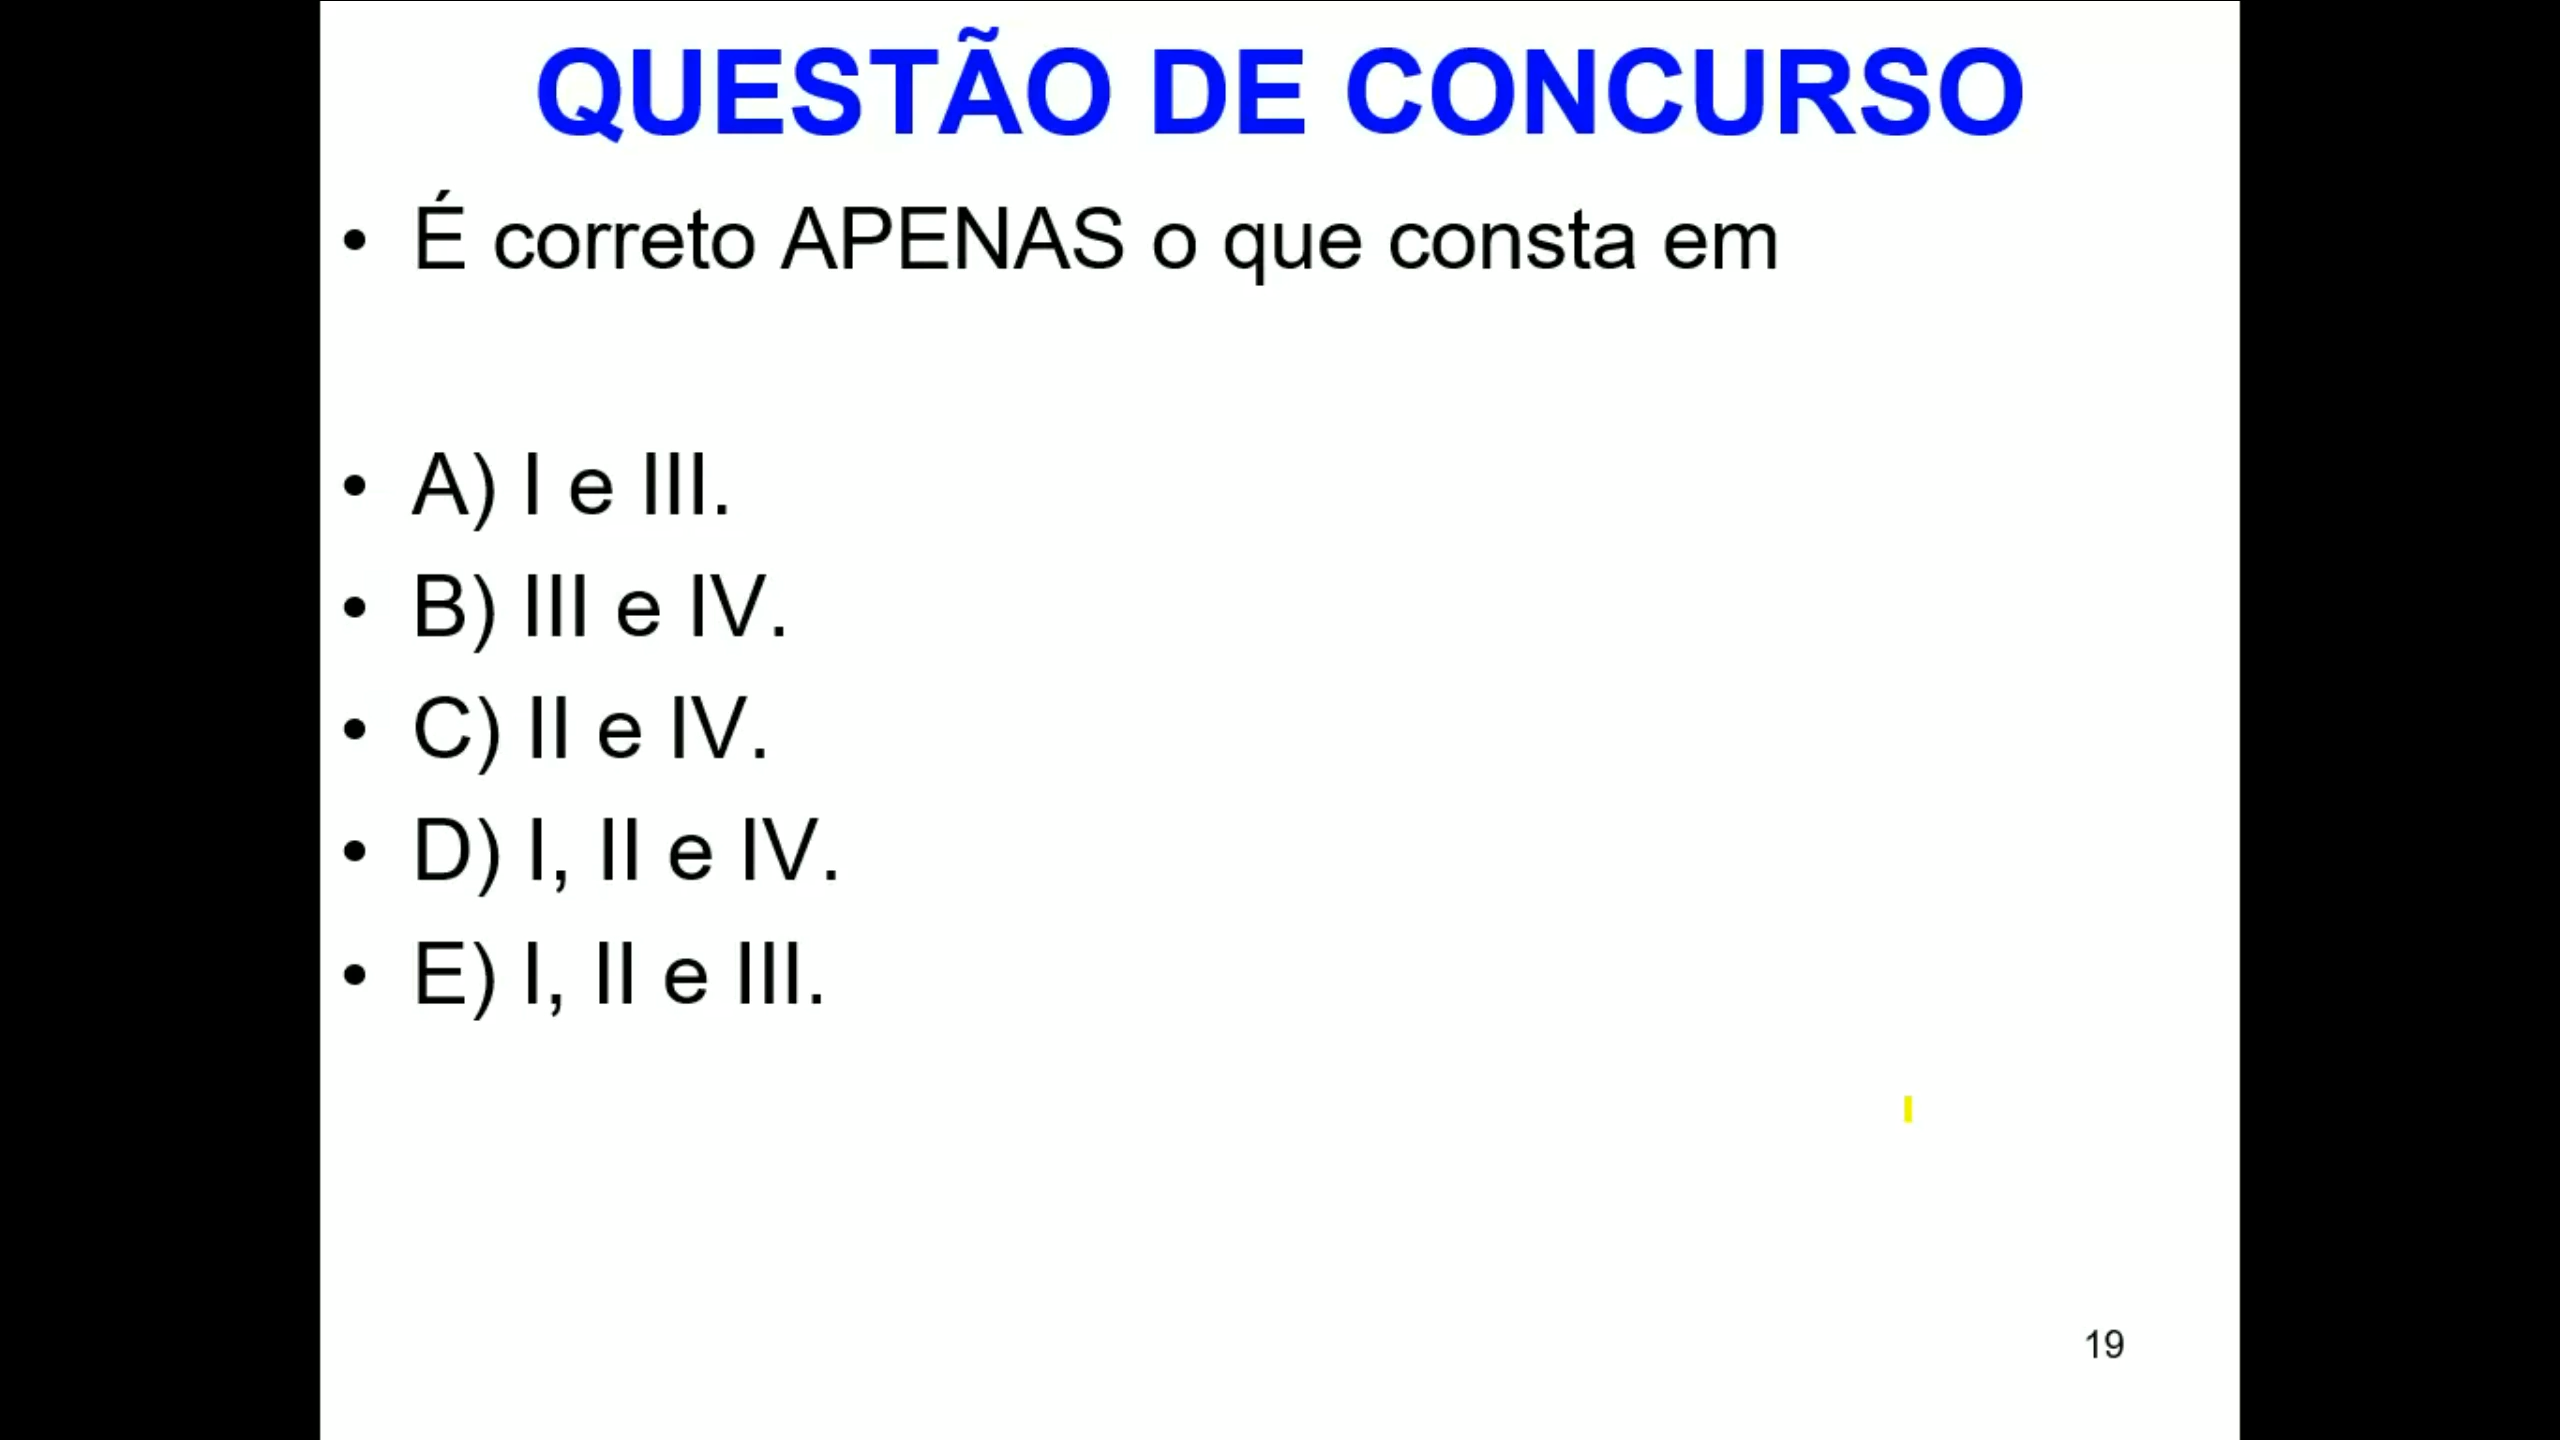 QUESTÃO DE CONCURSO
• É correto APENAS o que consta em
• A) I e III.
• B) III e IV.
• C) II e IV.
• D) I, II e IV.
• E) I, II e III.
19